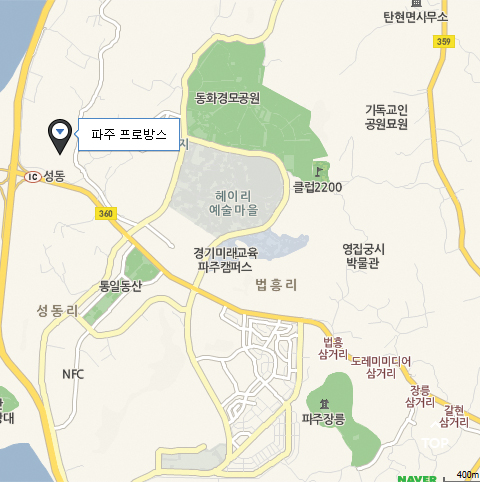 탄현면사무소
359
동화경모공원
기독교인
공원묘원
파주 프로방스
지
IC
성동
클럽2200
헤이리
예술마을
360
경기미래교육
파주캠퍼스
영집궁시
박물관
통일동산
법흥리
성동리
법흥
삼거리
도레미미디어
삼거리
NFC
장릉
삼거리
갈현
삼거리
파주장릉
망대
TOP
400m
NAVER